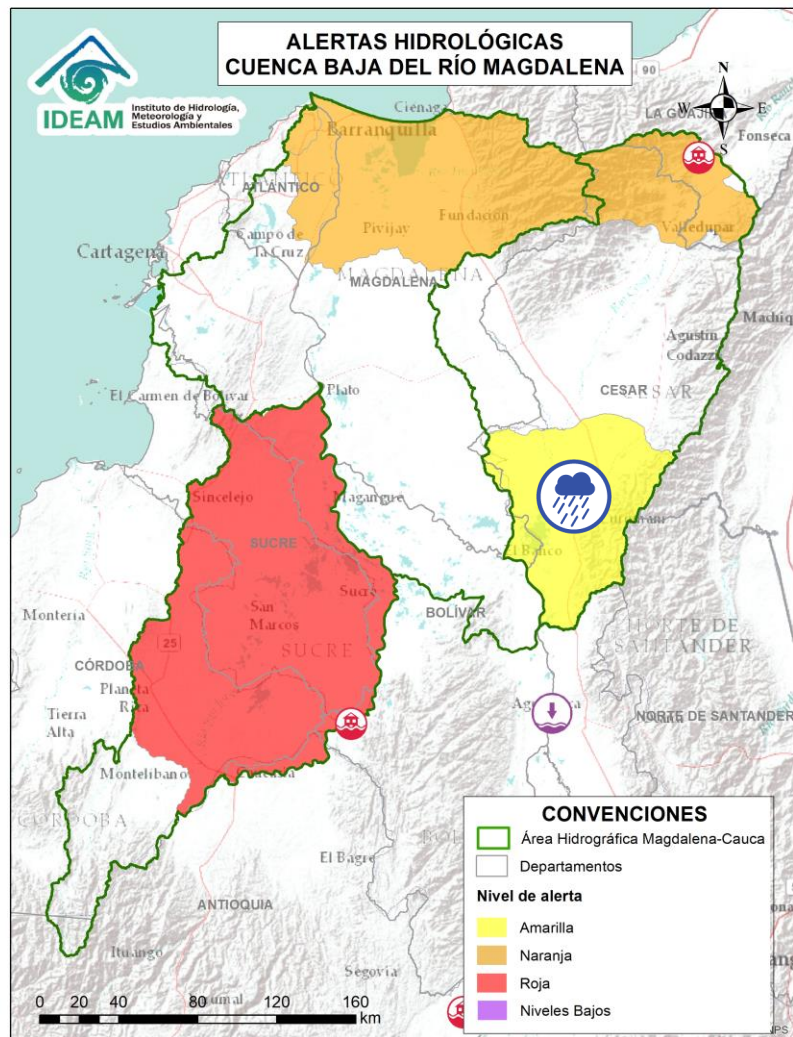 ALERTAS HIDROLÓGICAS
CUENCA BAJA DEL RÍO MAGDALENA
IDEAM
Instituto de Hidrología,
Meteorología y
Estudios Ambientales
N
W E
S
90
LA GUAJIRA
Fonseca
Ciénaga
Barranquilla
ATLÁNTICO
Pivijay
Fundación
Valledupar
Cartagena
Campo de
la Cruz
MAGDALENA
MAGDALENA
Agustín
Codazzi
CESAR
CESAR
El Carmen de Bolívar
Plato
Sincelejo
Magangué
SUCRE
El Banco
Sucre
BOLÍVAR
San
Marcos
SUCRE
Montería
25
CÓRDOBA
Planeta
Rica
Tierra
Alta
NORTE DE
SANTANDER
NORTE DE SANTANDER
Montelíbano
CÓRDOBA
El Bagre
ANTIOQUIA
Ituango
Segovia
CONVENCIONES
Área Hidrográfica Magdalena-Cauca
Departamentos
Nivel de alerta
Amarilla
Naranja
Roja
Niveles Bajos
0 20 40 80 120 160
km